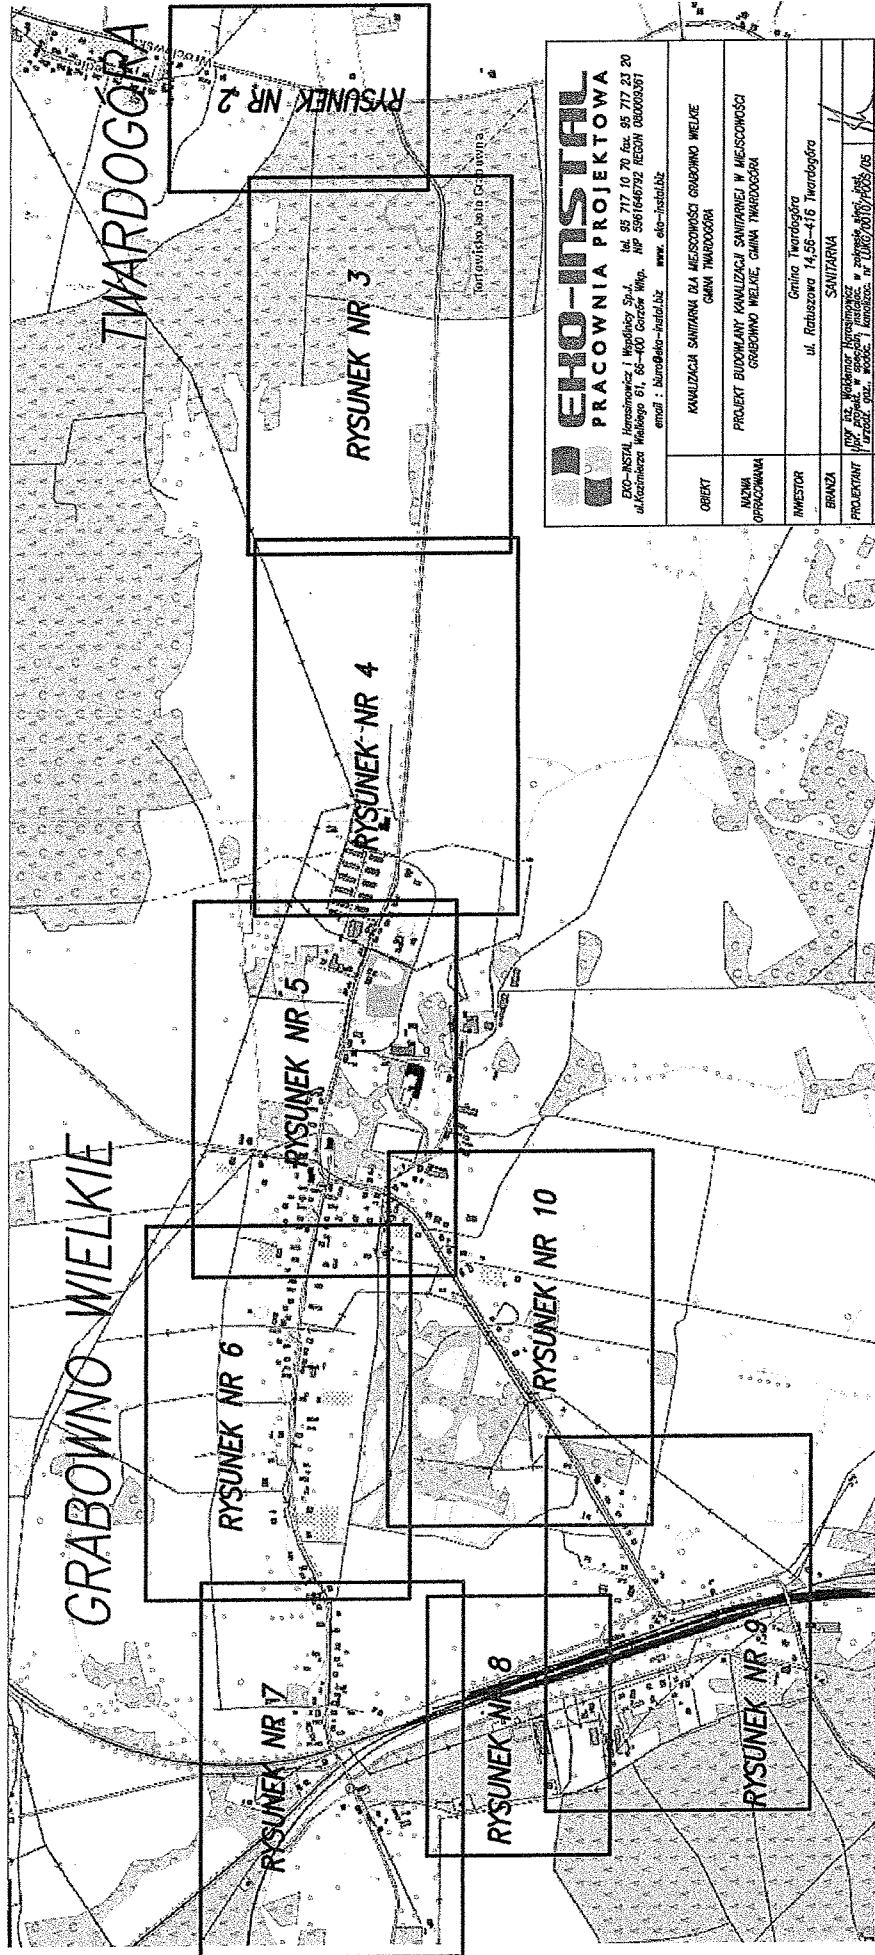 TWARDOGÓRA
GRABOWNO WIELKIE
RYSUNEK NR 2
RYSUNEK NR 3
RYSUNEK NR 4
RYSUNEK NR 5
RYSUNEK NR 6
RYSUNEK NR 7
RYSUNEK NR 8
RYSUNEK NR 9
RYSUNEK NR 10
EKO-INSTAL
PRACOWNIA PROJEKTOWA
EKO-INSTAL Harasimowicz i Wspólnicy Sp.J. tel. 95 717 10 70 fax. 95 717 23 20
ul.Kazimierza Wielkiego 61, 66-400 Gorzów Wlkp. NIP 5981646792 REGON 080009361
email : biuro@eko-instal.biz www. eko-instal.biz
OBIEKT
KANALIZACJA SANITARNA DLA MIEJSCOWOŚCI GRABOWNO WIELKIE
GMINA TWARDOGÓRA
NAZWA OPRACOWANIA
PROJEKT BUDOWLANY KANALIZACJI SANITARNEJ W MIEJSCOWOŚCI
GRABOWNO WIELKIE, GMINA TWARDOGÓRA
INWESTOR
Gmina Twardogóra
ul. Ratuszowa 14,56-416 Twardogóra
BRANŻA
SANITARNA
PROJEKTANT
mgr inż. Waldemar Harasimowicz